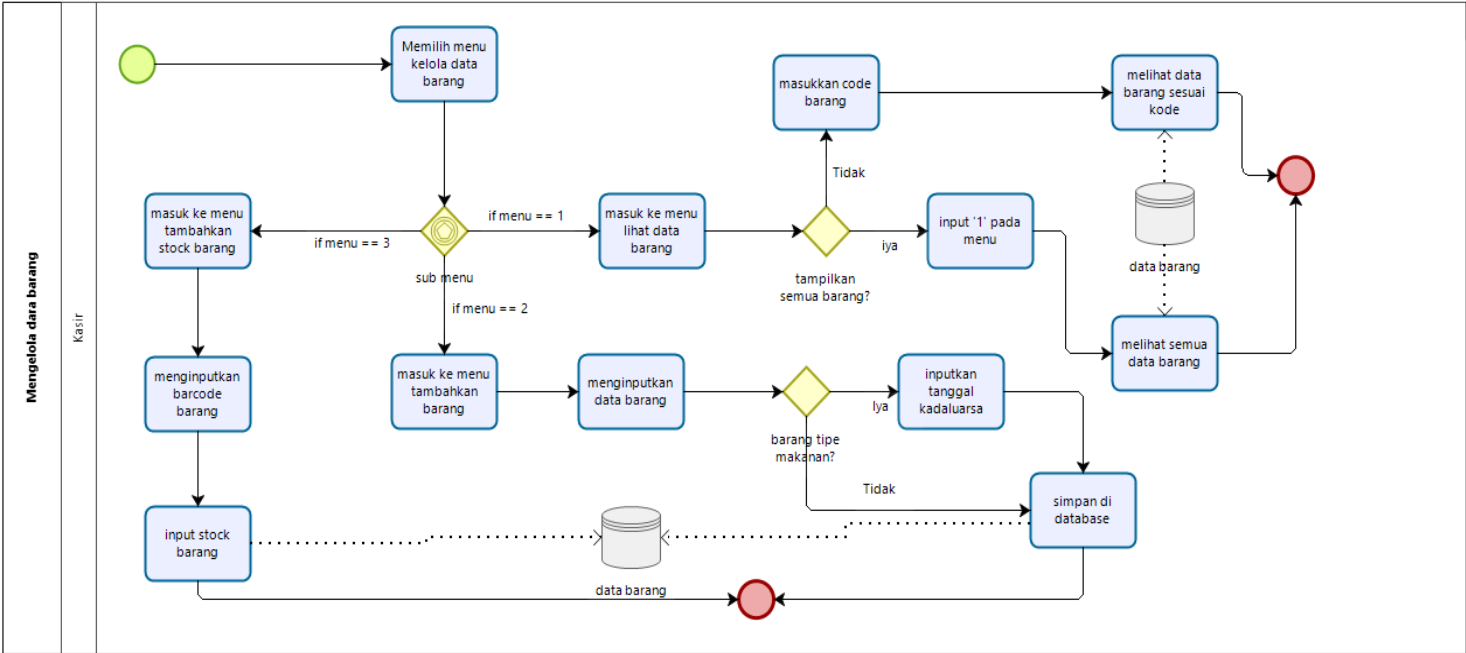 Mengelola dara barang
Kasir
Memilih menu
kelola data
barang
masukkan code
barang
melihat data
barang sesuai
kode
Tidak
masuk ke menu
tambahkan
stock barang
if menu == 3
if menu == 1
sub menu
masuk ke menu
lihat data
barang
iya
tampilkan
semua barang?
input '1' pada
menu
data barang
if menu == 2
melihat semua
data barang
menginputkan
barcode
barang
masuk ke menu
tambahkan
barang
menginputkan
data barang
Iya
barang tipe
makanan?
inputkan
tanggal
kadaluarsa
Tidak
simpan di
database
input stock
barang
data barang